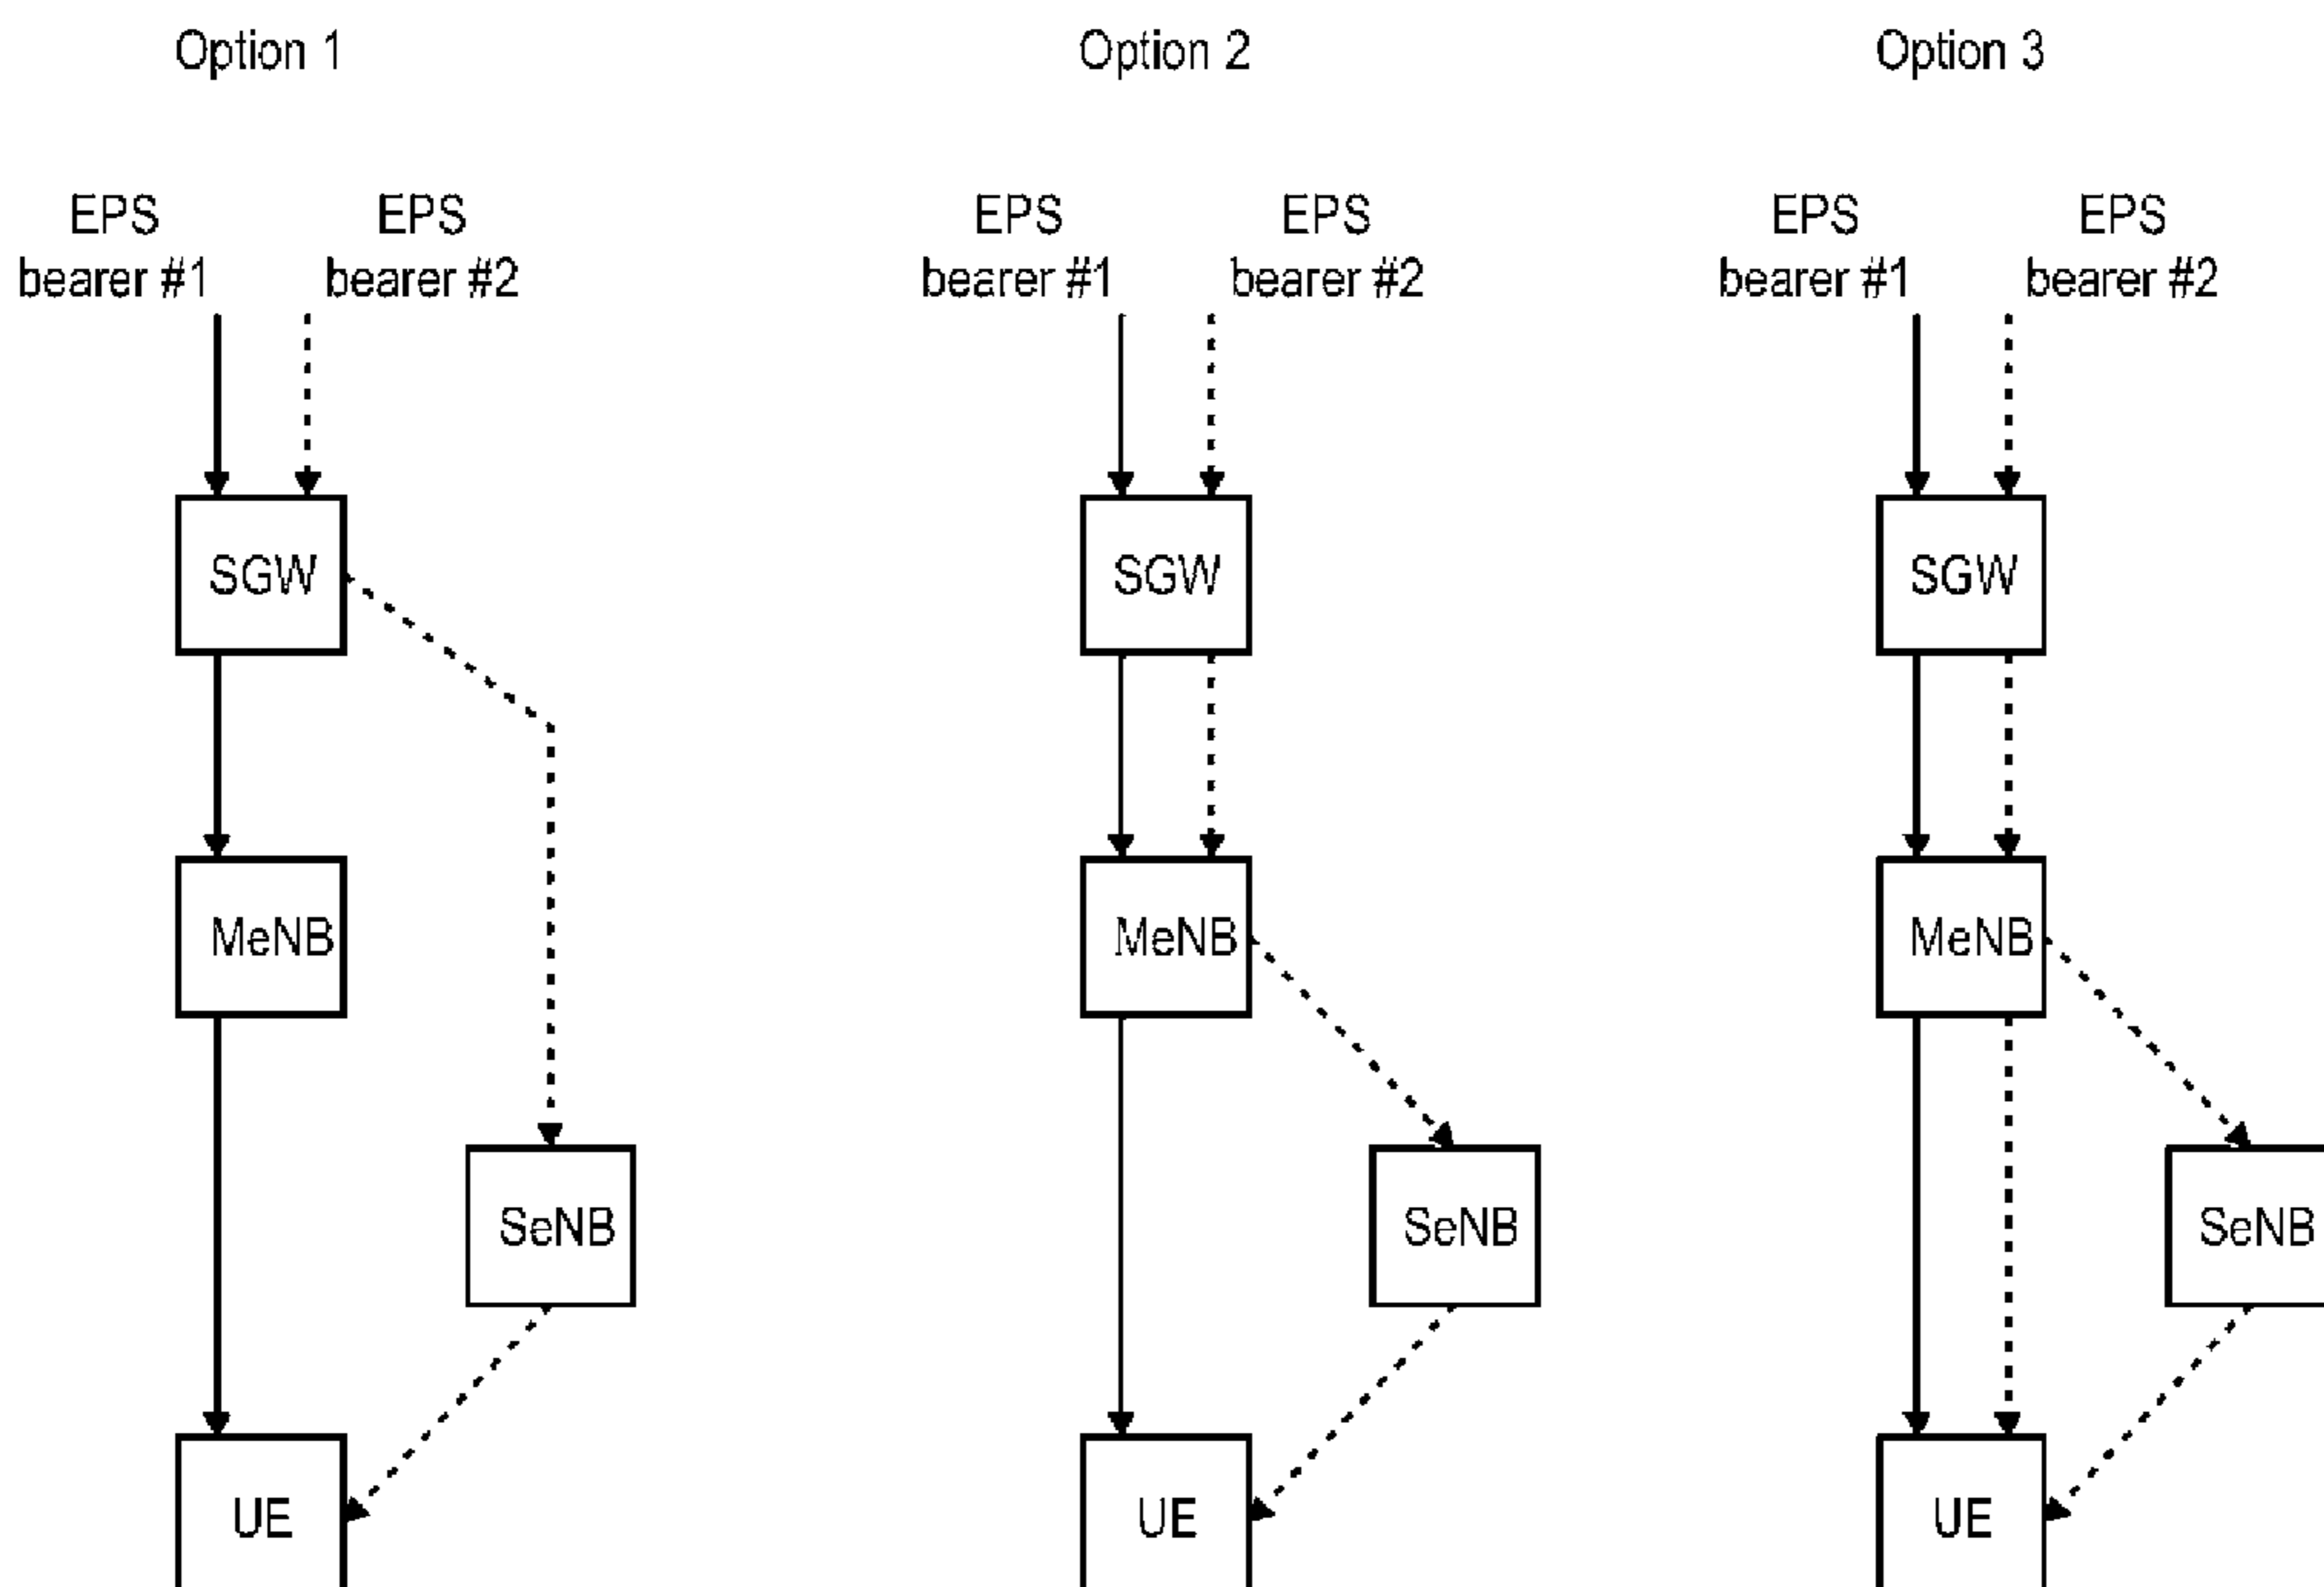 Option 1
EPS
bearer #1
EPS
bearer #2
SGW
MeNB
SeNB
UE
Option 2
EPS
bearer #1
EPS
bearer #2
SGW
MeNB
SeNB
UE
Option 3
EPS
bearer #1
EPS
bearer #2
SGW
MeNB
SeNB
UE